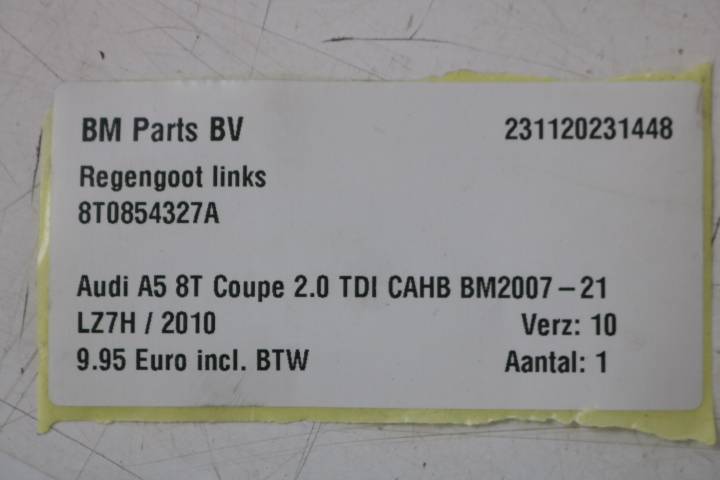 BM Parts BV 231120231448
Regengoot links
8T0854327A
Audi A5 8T Coupe 2.0 TDI CAHB BM2007-21
LZ7H / 2010 Verz: 10
9.95 Euro incl. BTW Aantal: 1